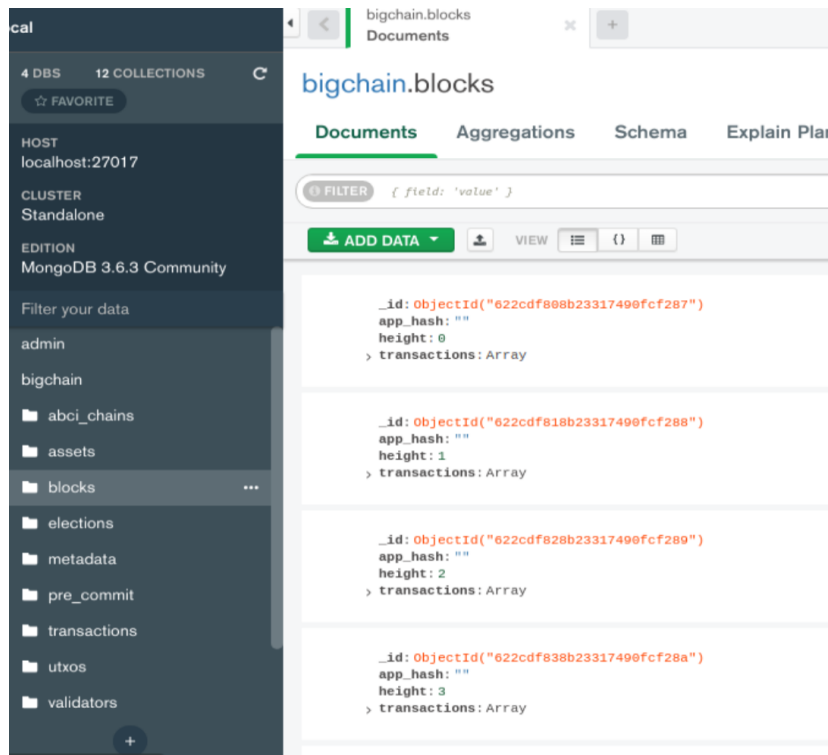 cal
4 DBS 12 COLLECTIONS
FAVORITE
HOST
localhost:27017
CLUSTER
Standalone
EDITION
MongoDB 3.6.3 Community
Filter your data
admin
bigchain
abci_chains
assets
blocks
elections
metadata
pre_commit
transactions
utxos
validators
bigchain.blocks
Documents
bigchain.blocks
Documents Aggregations Schema Explain Plan
FILTER { field: 'value' }
ADD DATA VIEW {}
_id: ObjectId("622cdf808b23317490fcf287")
app_hash: ""
height: 0
transactions: Array
_id: ObjectId("622cdf818b23317490fcf288")
app_hash: ""
height: 1
transactions: Array
_id: ObjectId("622cdf828b23317490fcf289")
app_hash: ""
height: 2
transactions: Array
_id: ObjectId("622cdf838b23317490fcf28a")
app_hash: ""
height: 3
transactions: Array